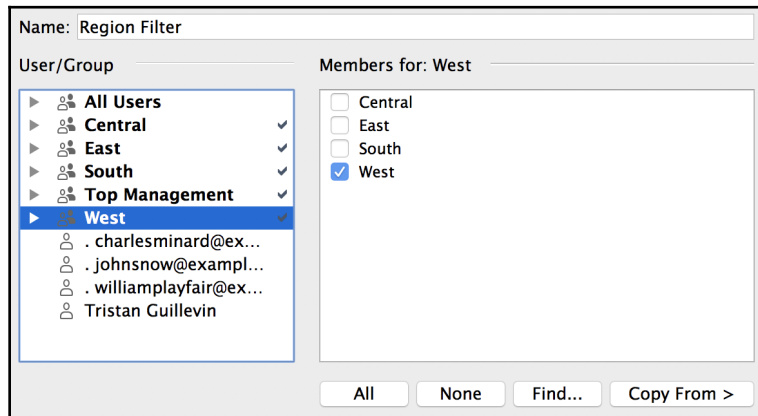 Name: Region Filter
User/Group
All Users
Central
East
South
Top Management
West
. charlesminard@ex...
. johnsnow@exampl...
. williamplayfair@ex...
Tristan Guillevin
Members for: West
Central
East
South
West
All None Find... Copy From >